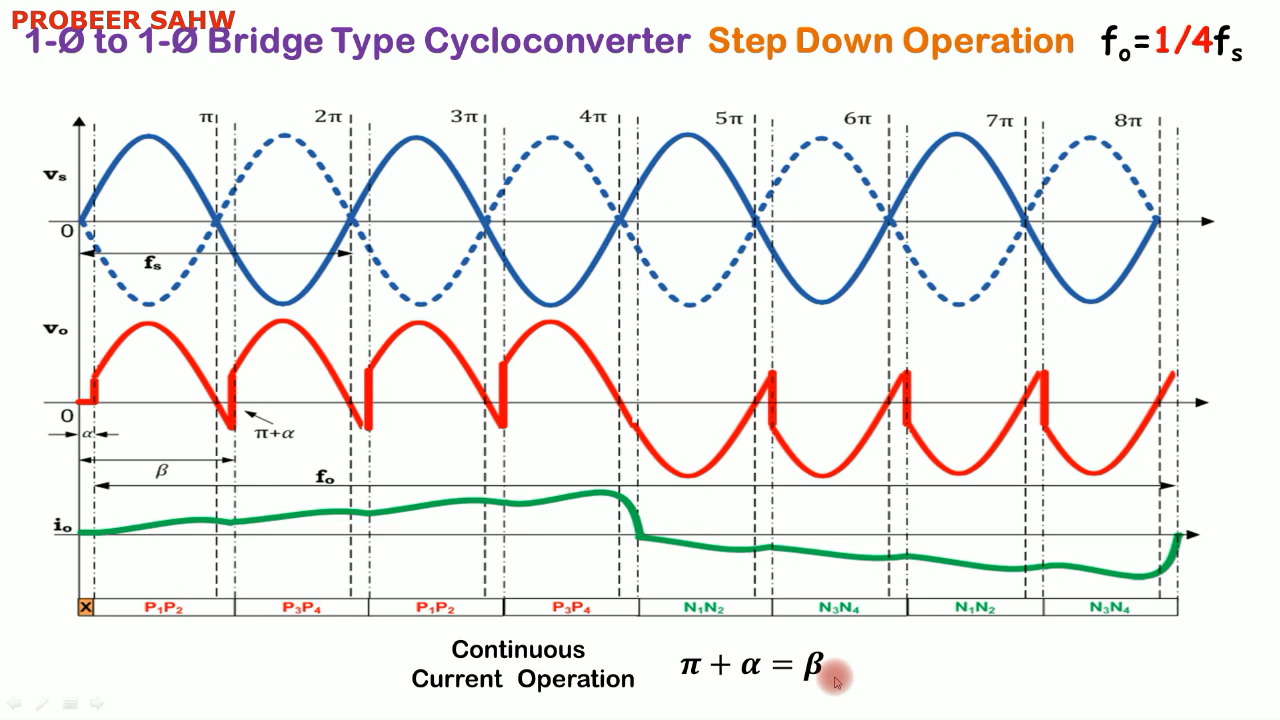 PROBEER SAHW
1-Ø to 1-Ø Bridge Type Cycloconverter Step Down Operation fₒ=1/4fₛ
π 2π 3π 4π 5π 6π 7π 8π
vₛ
0
fₛ
vₒ
0
α
π+α
β
fₒ
iₒ
X P₁P₂ P₃P₄ P₁P₂ P₃P₄ N₁N₂ N₃N₄ N₁N₂ N₃N₄
Continuous
Current Operation
π + α = β